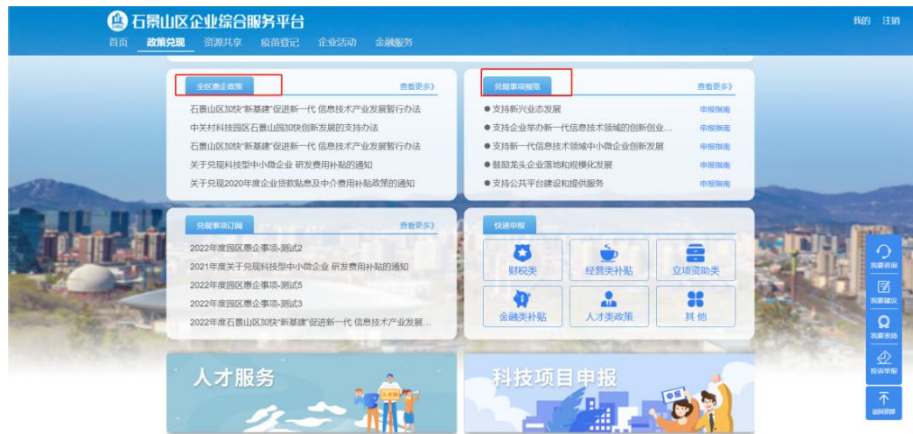 石景山区企业综合服务平台
我的 注销
首页 政策兑现 资源共享 疫苗登记 企业活动 金融服务
全区惠企政策
查看更多》
石景山区加快“新基建”促进新一代 信息技术产业发展暂行办法
中关村科技园区石景山园加快创新发展的支持办法
石景山区加快“新基建”促进新一代 信息技术产业发展暂行办法
关于兑现科技型中小微企业 研发费用补贴的通知
关于兑现2020年度企业贷款贴息及中介费用补贴政策的通知
兑现事项预览
查看更多》
●支持新兴业态发展 申报指南
●支持企业举办新一代信息技术领域的创新创业... 申报指南
●支持新一代信息技术领域中小微企业创新发展 申报指南
●鼓励龙头企业落地和规模化发展 申报指南
●支持公共平台建设和提供服务 申报指南
兑现事项订阅
查看更多》
2022年度园区惠企事项-测试2
2021年度关于兑现科技型中小微企业 研发费用补贴的通知
2022年度园区惠企事项-测试5
2022年度园区惠企事项-测试3
2022年度石景山区加快“新基建”促进新一代 信息技术产业发展...
快速申报
财税类 经营类补贴 立项资助类
金融类补贴 人才类政策 其 他
我要咨询
我要建议
我要表扬
投诉举报
返回顶部
人才服务
科技项目申报
申报